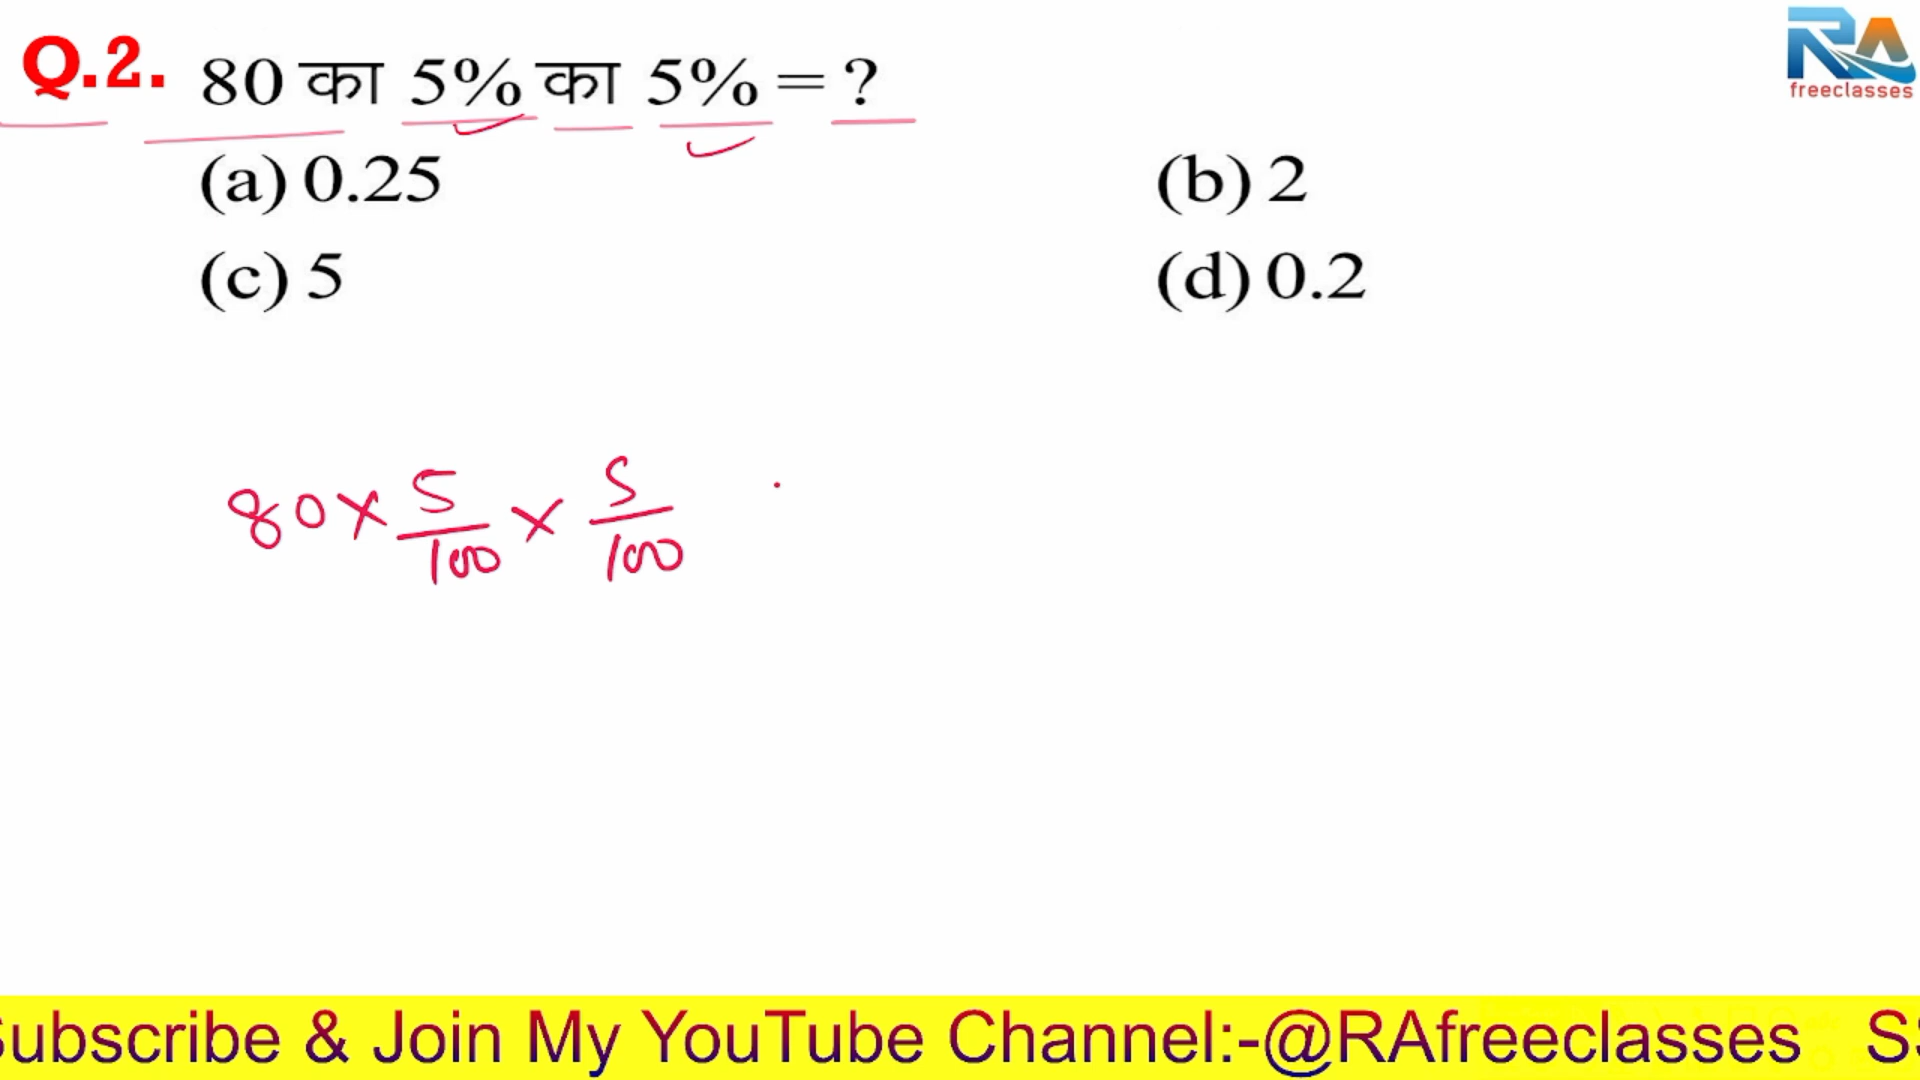 Q.2. 80 का 5% का 5% = ?
(a) 0.25 (b) 2
(c) 5 (d) 0.2
80 × 5/100 × 5/100
RA
freeclasses
Subscribe & Join My YouTube Channel:-@RAfreeclasses